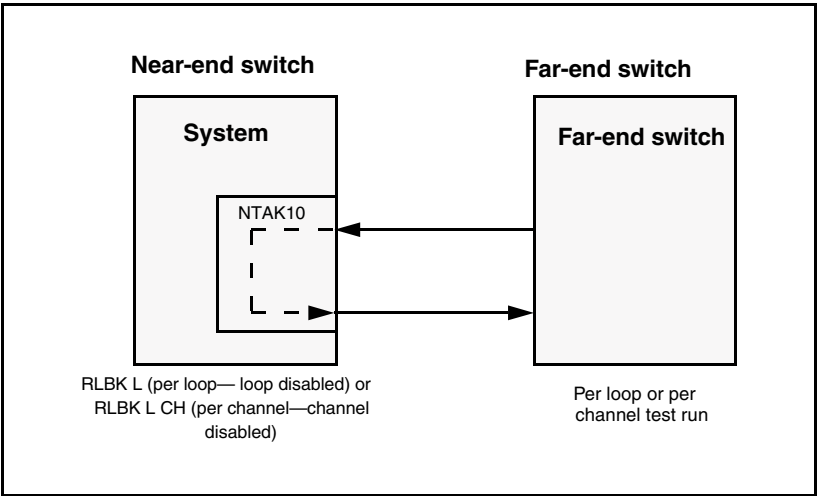 Near-end switch
Far-end switch
System
Far-end switch
NTAK10
RLBK L (per loop— loop disabled) or
RLBK L CH (per channel—channel
disabled)
Per loop or per
channel test run